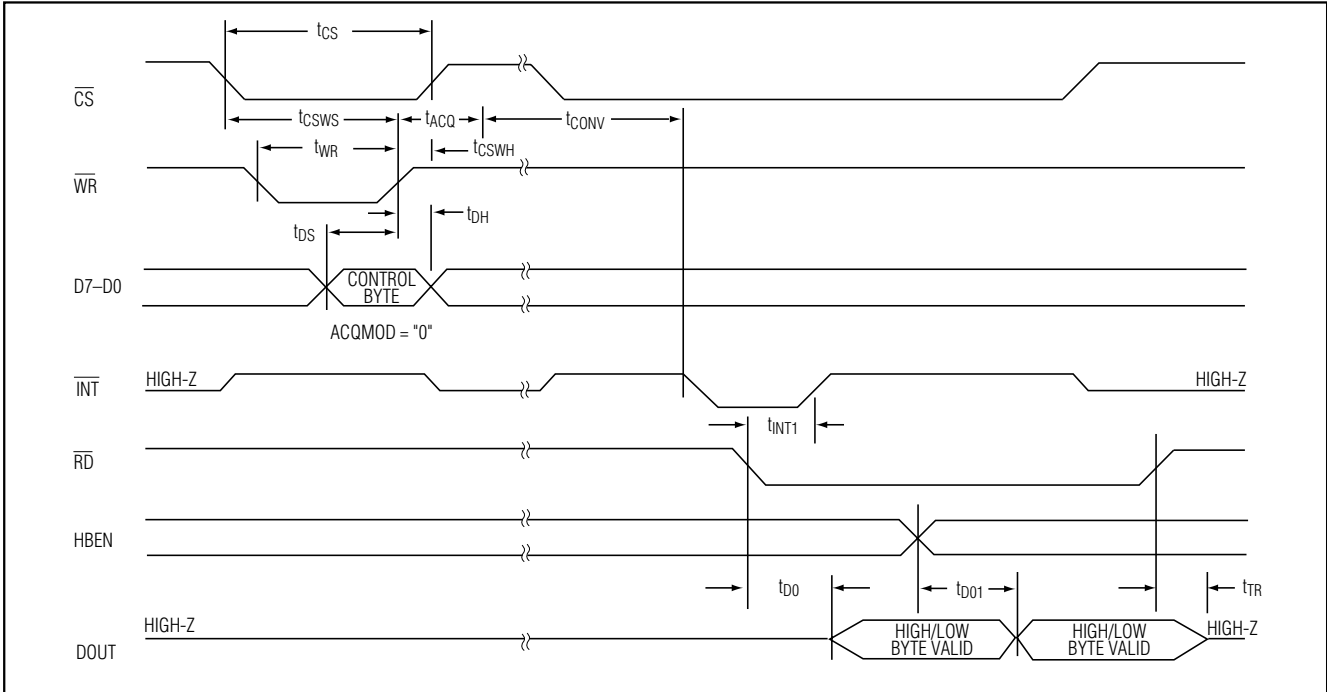 tCS
CS
tCSWS
tACQ
tCONV
tWR
tCSWH
WR
tDH
tDS
D7–D0
CONTROL
BYTE
ACQMOD = "0"
INT
HIGH-Z
HIGH-Z
tINT1
RD
HBEN
tD0
tD01
tTR
HIGH-Z
HIGH/LOW
BYTE VALID
HIGH/LOW
BYTE VALID
HIGH-Z
DOUT